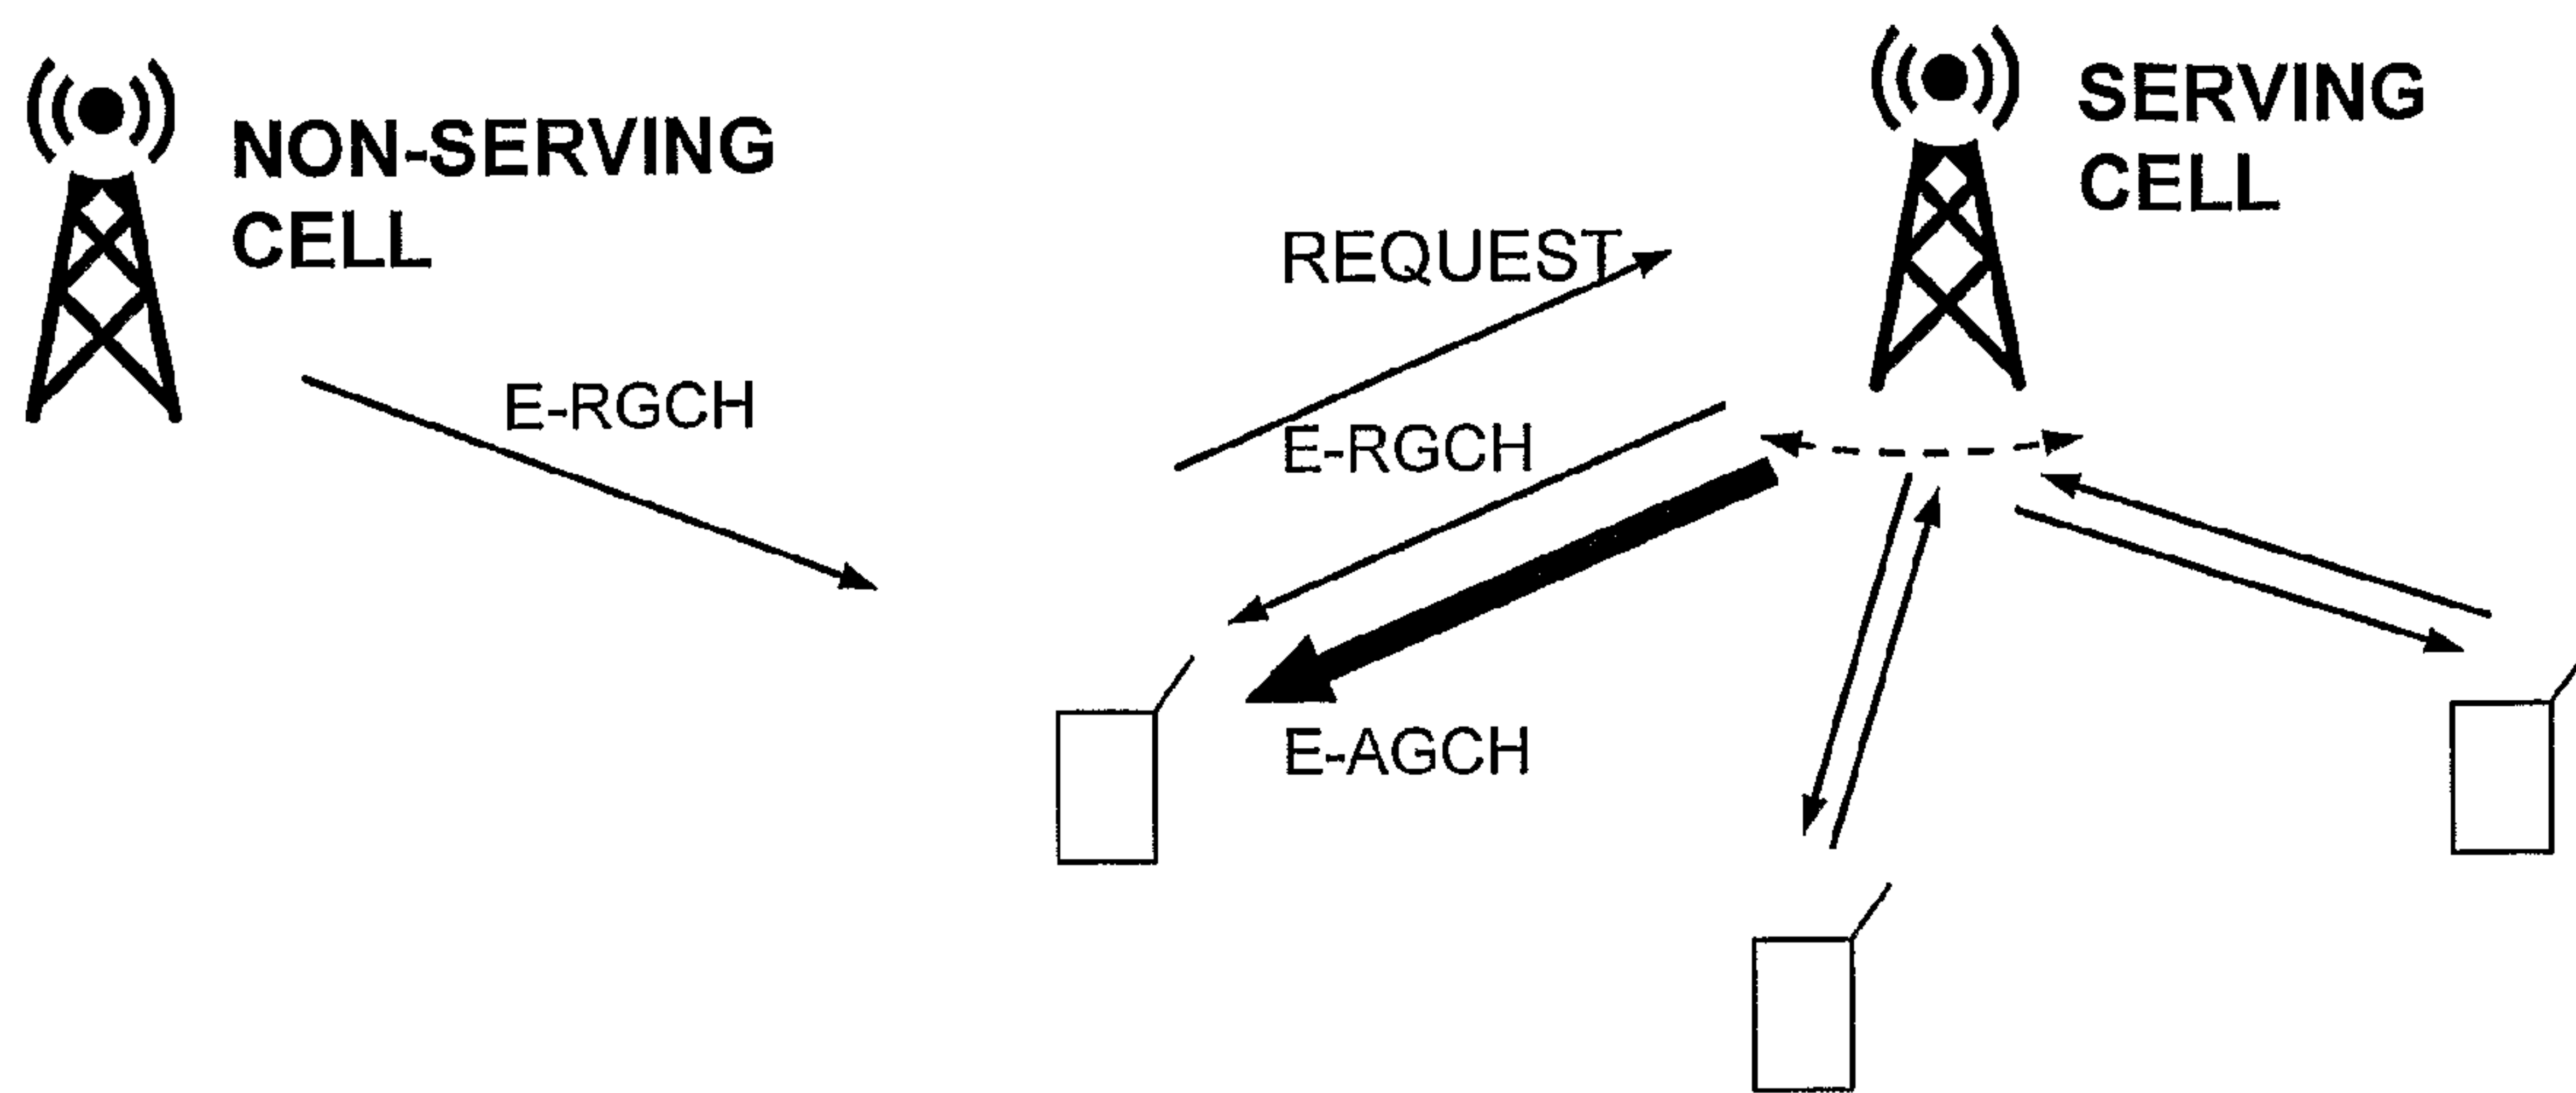 NON-SERVING
CELL
SERVING
CELL
REQUEST
E-RGCH
E-RGCH
E-AGCH